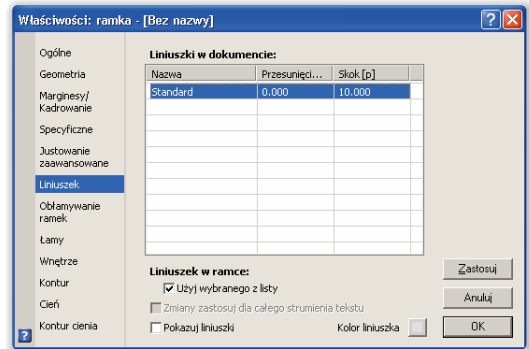 Właściwości: ramka - [Bez nazwy]
Ogólne
Geometria
Marginesy/
Kadrowanie
Specyficzne
Justowanie
zaawansowane
Liniuszek
Obłamywanie
ramek
Łamy
Wnętrze
Kontur
Cień
Kontur cienia
Liniuszki w dokumencie:
Nazwa Przesunięci... Skok [p]
Standard 0.000 10.000
Liniuszek w ramce:
Użyj wybranego z listy
Zmiany zastosuj dla całego strumienia tekstu
Pokazuj liniuszki Kolor liniuszka
Zastosuj
Anuluj
OK